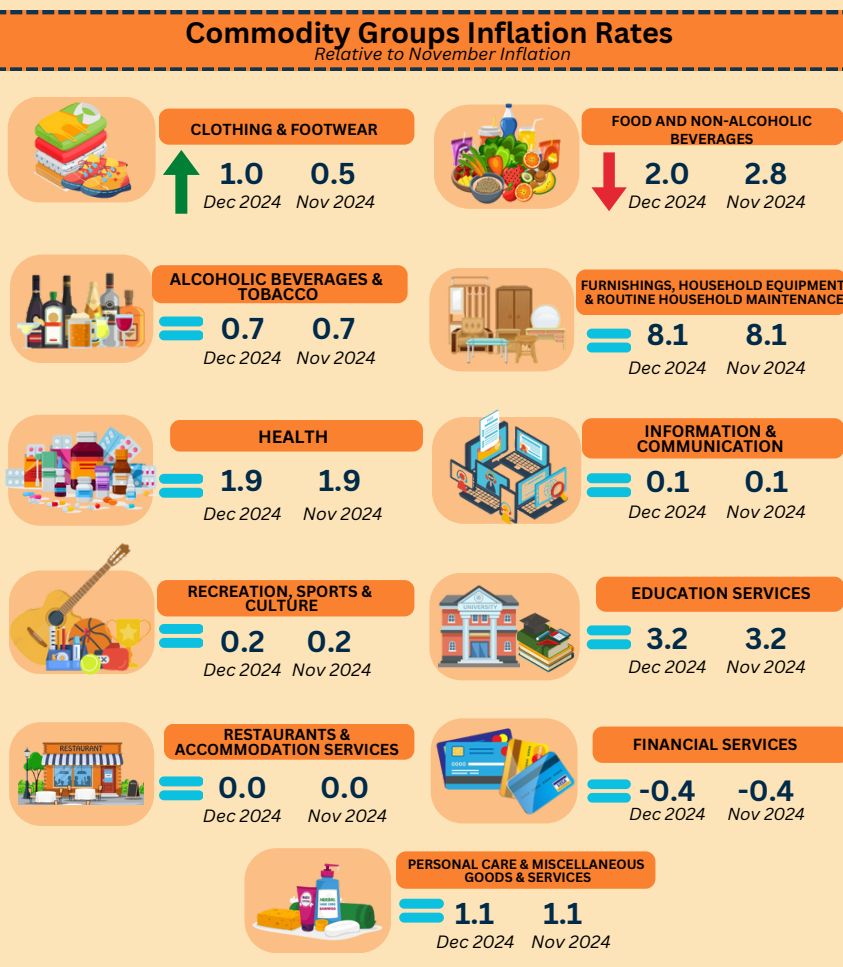 Commodity Groups Inflation Rates
Relative to November Inflation
CLOTHING & FOOTWEAR
1.0 0.5
Dec 2024 Nov 2024
FOOD AND NON-ALCOHOLIC
BEVERAGES
2.0 2.8
Dec 2024 Nov 2024
ALCOHOLIC BEVERAGES &
TOBACCO
0.7 0.7
Dec 2024 Nov 2024
FURNISHINGS, HOUSEHOLD EQUIPMENT
& ROUTINE HOUSEHOLD MAINTENANCE
8.1 8.1
Dec 2024 Nov 2024
HEALTH
1.9 1.9
Dec 2024 Nov 2024
INFORMATION &
COMMUNICATION
0.1 0.1
Dec 2024 Nov 2024
RECREATION, SPORTS &
CULTURE
0.2 0.2
Dec 2024 Nov 2024
UNIVERSITY
EDUCATION SERVICES
3.2 3.2
Dec 2024 Nov 2024
RESTAURANT
RESTAURANTS &
ACCOMMODATION SERVICES
0.0 0.0
Dec 2024 Nov 2024
FINANCIAL SERVICES
-0.4 -0.4
Dec 2024 Nov 2024
PERSONAL CARE & MISCELLANEOUS
GOODS & SERVICES
1.1 1.1
Dec 2024 Nov 2024